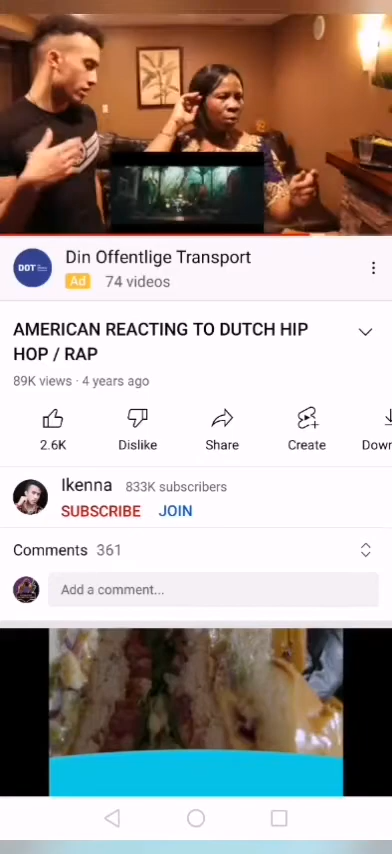 DOT
Din Offentlige Transport
Ad 74 videos
AMERICAN REACTING TO DUTCH HIP
HOP / RAP
89K views · 4 years ago
2.6K Dislike Share Create Down
Ikenna 833K subscribers
SUBSCRIBE JOIN
Comments 361
Add a comment...